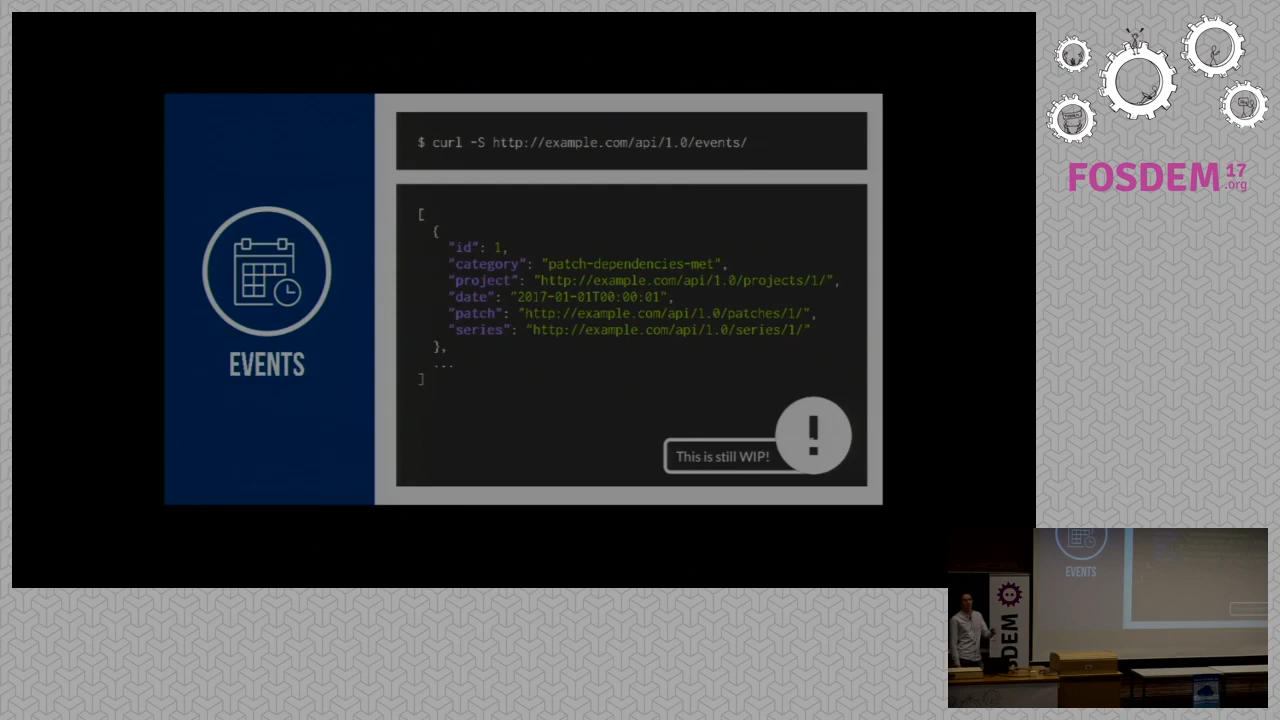 $ curl -S http://example.com/api/1.0/events/
[
{
"id": 1,
"category": "patch-dependencies-met",
"project": "http://example.com/api/1.0/projects/1/",
"date": "2017-01-01T00:00:01",
"patch": "http://example.com/api/1.0/patches/1/",
"series": "http://example.com/api/1.0/series/1/"
},
...
]
EVENTS
This is still WIP!
!
FOSDEM 17
.org
EVENTS
SDEM